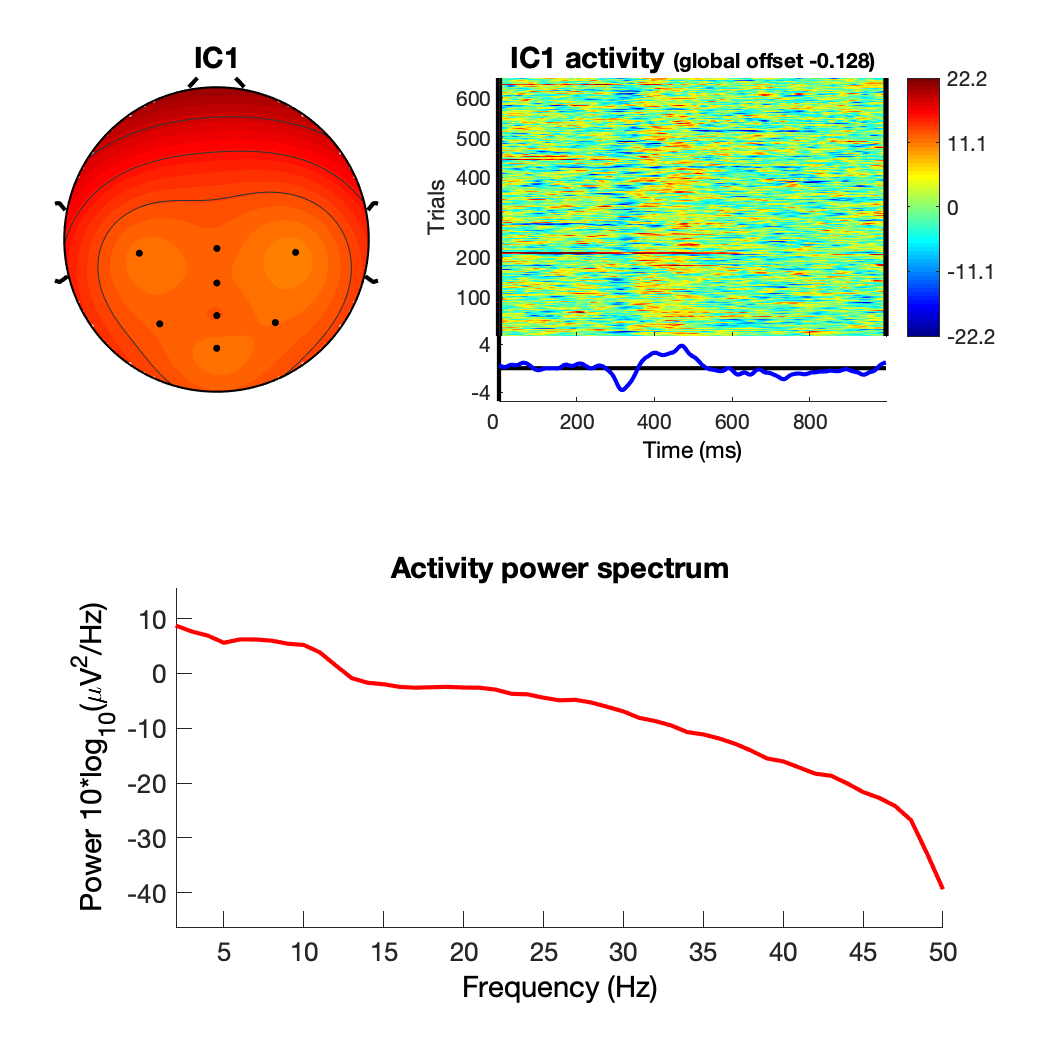 IC1
IC1 activity (global offset -0.128)
600
500
400
300
200
100
Trials
22.2
11.1
0
-11.1
-22.2
4
-4
0 200 400 600 800
Time (ms)
Activity power spectrum
Power 10*log10(μV2/Hz)
10
0
-10
-20
-30
-40
5 10 15 20 25 30 35 40 45 50
Frequency (Hz)